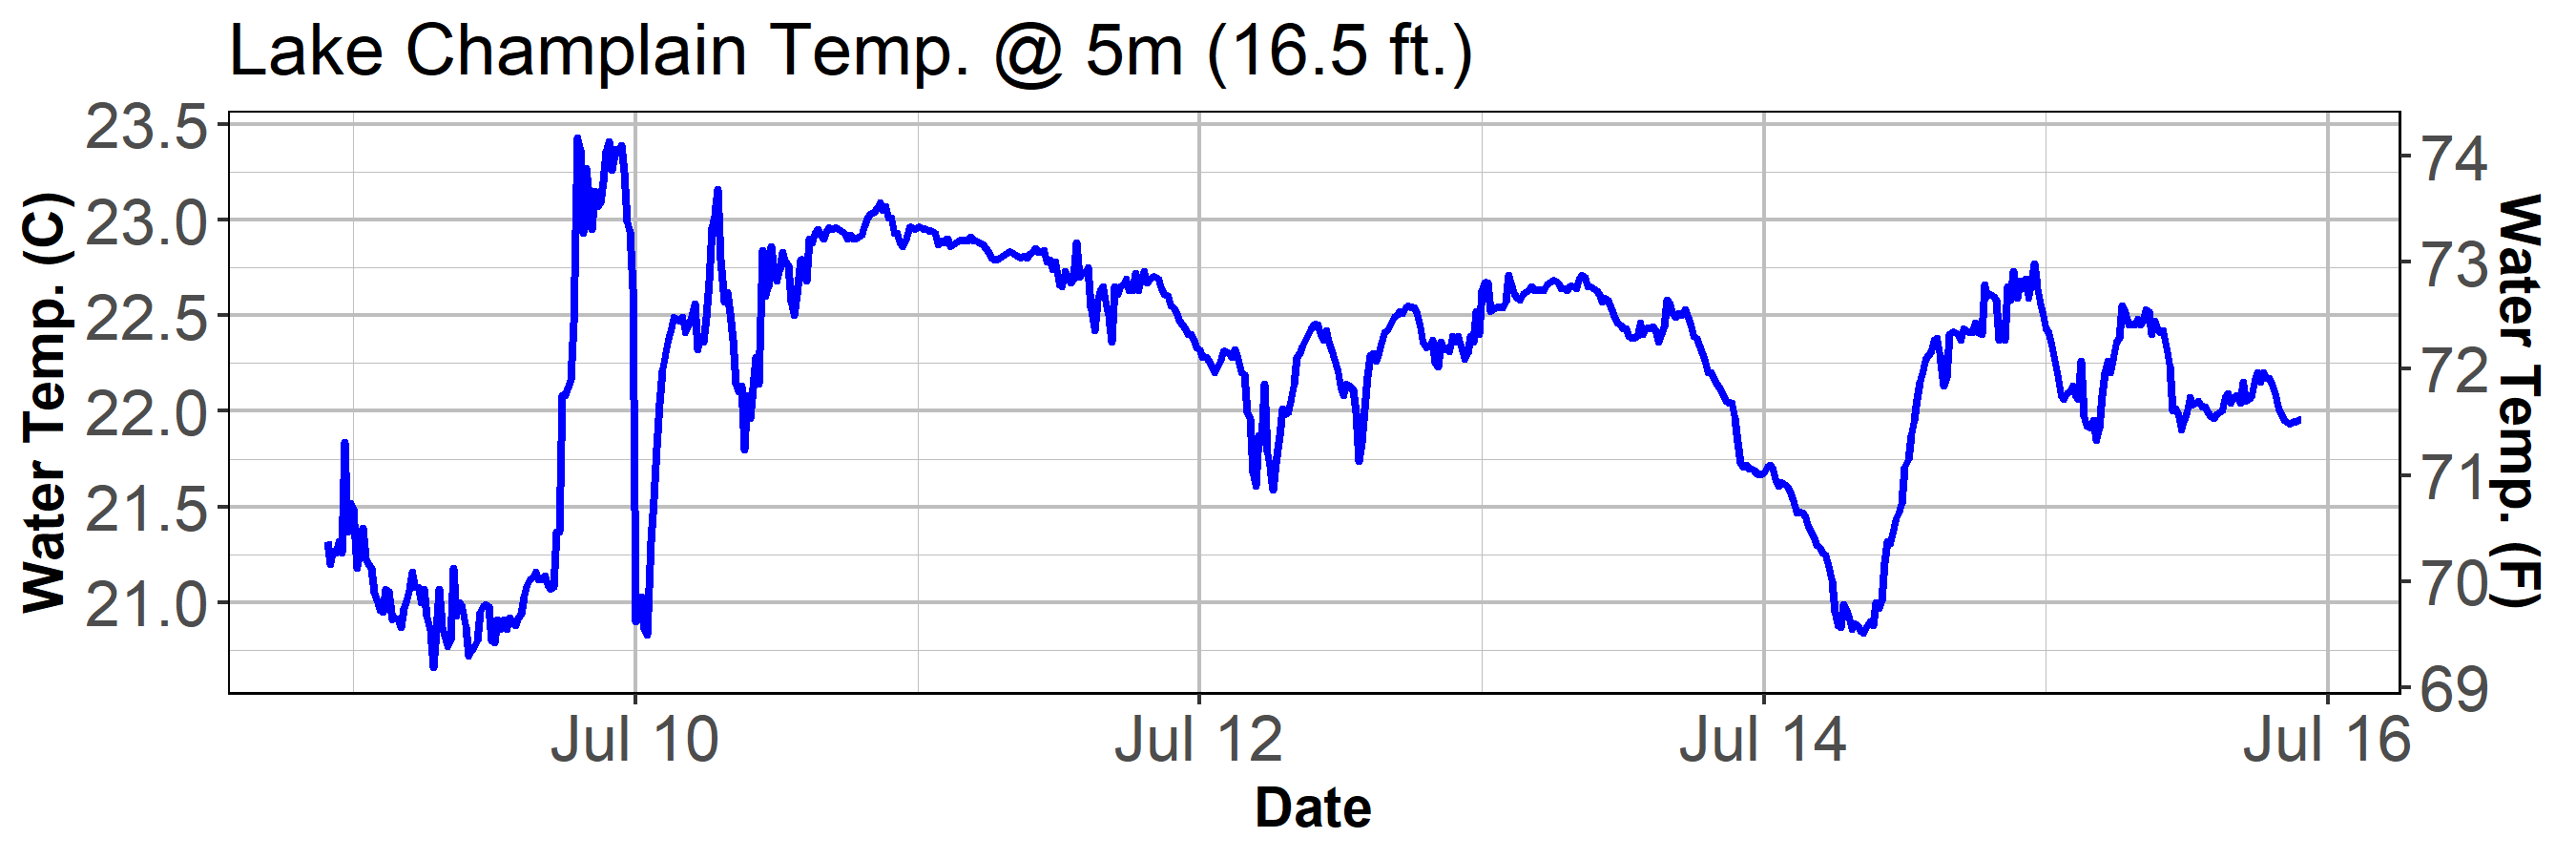 Lake Champlain Temp. @ 5m (16.5 ft.)
Water Temp. (C)
23.5
23.0
22.5
22.0
21.5
21.0
74
73
72
71
70
69
Water Temp. (F)
Jul 10 Jul 12 Jul 14 Jul 16
Date